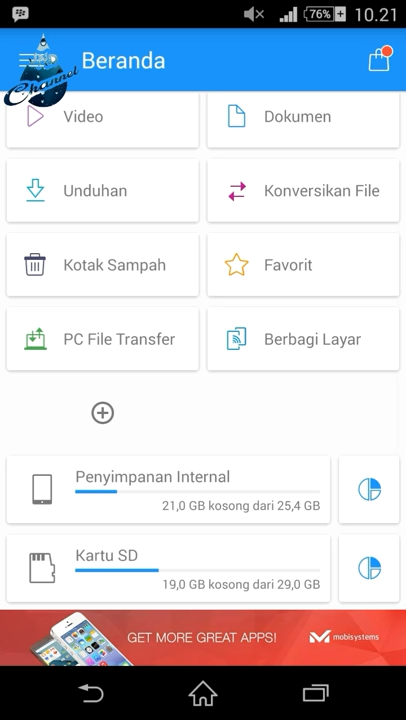 76%
10.21
Channel
Beranda
Video
Dokumen
Unduhan
Konversikan File
Kotak Sampah
Favorit
PC File Transfer
Berbagi Layar
Penyimpanan Internal
21,0 GB kosong dari 25,4 GB
Kartu SD
19,0 GB kosong dari 29,0 GB
GET MORE GREAT APPS!
mobisystems